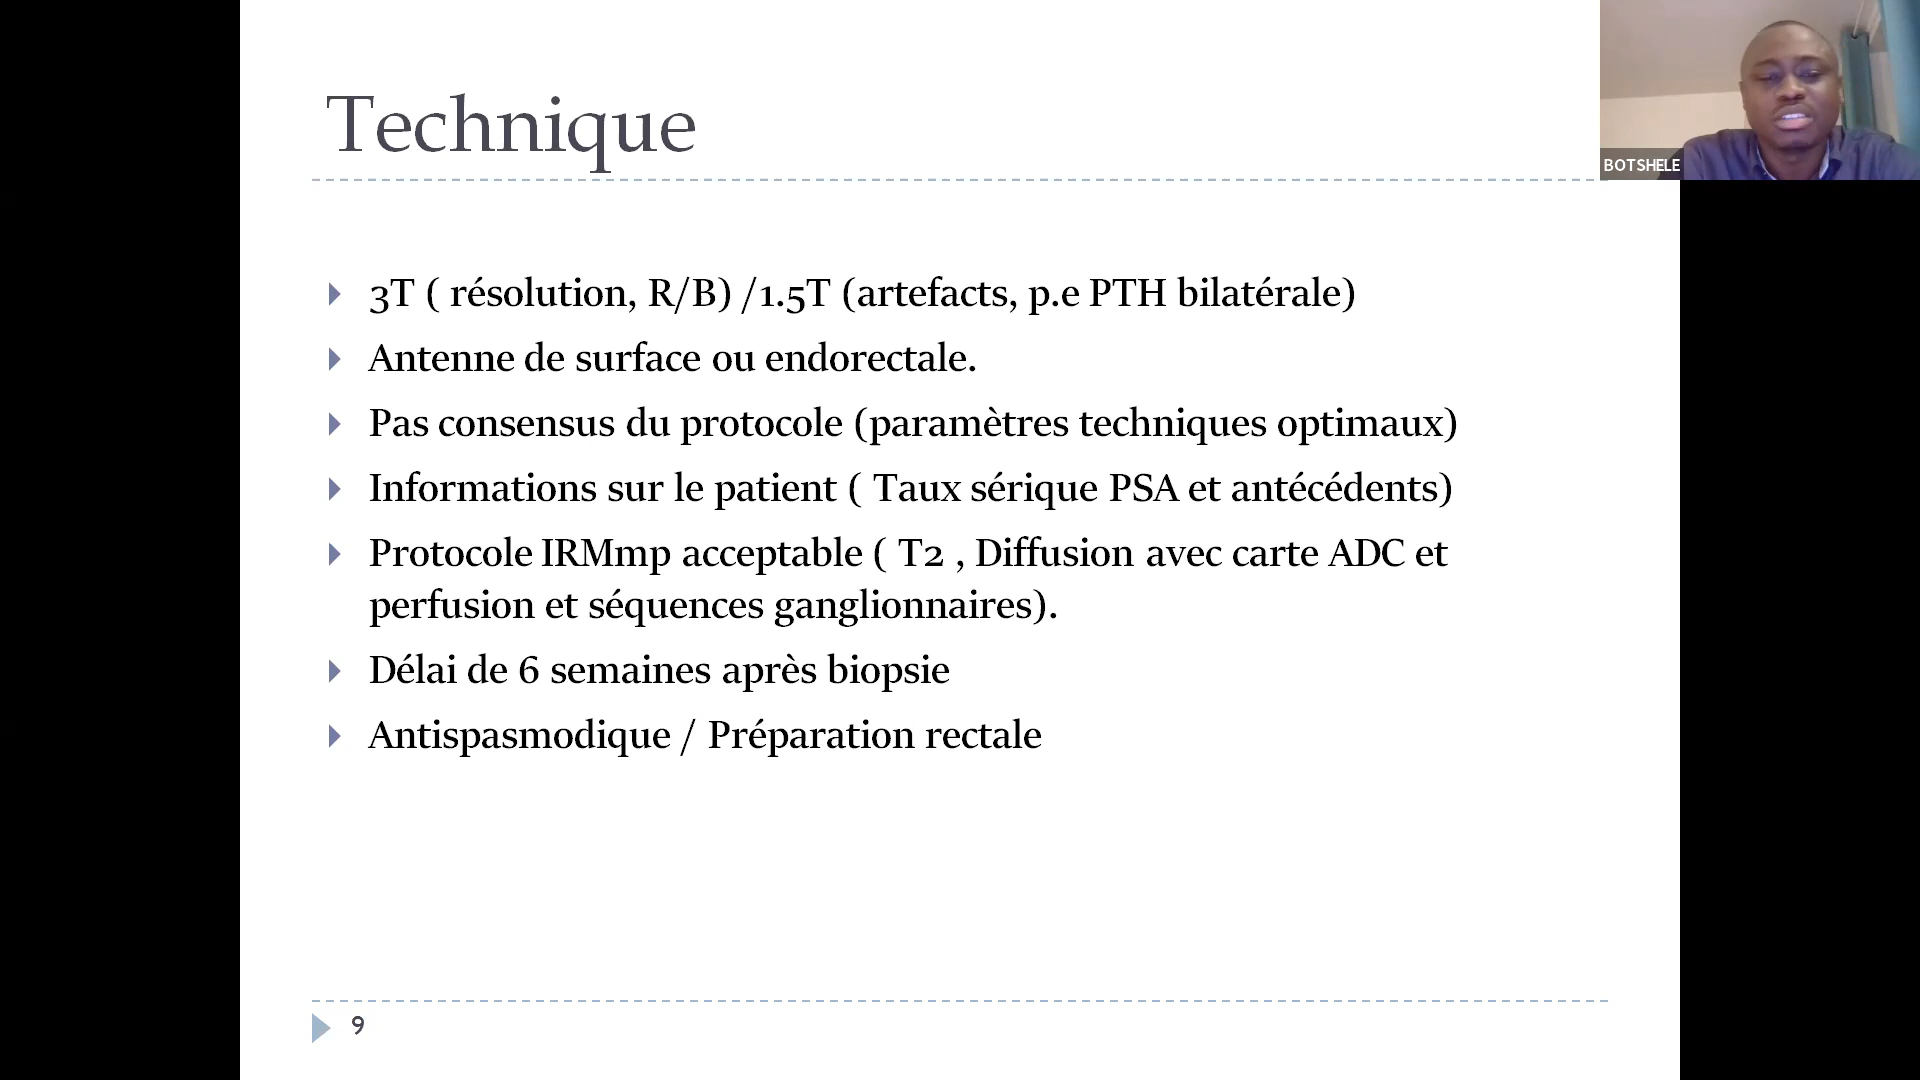 Technique
BOTSHELE
3T ( résolution, R/B) /1.5T (artefacts, p.e PTH bilatérale)
Antenne de surface ou endorectale.
Pas consensus du protocole (paramètres techniques optimaux)
Informations sur le patient ( Taux sérique PSA et antécédents)
Protocole IRMmp acceptable ( T2 , Diffusion avec carte ADC et
perfusion et séquences ganglionnaires).
Délai de 6 semaines après biopsie
Antispasmodique / Préparation rectale
9